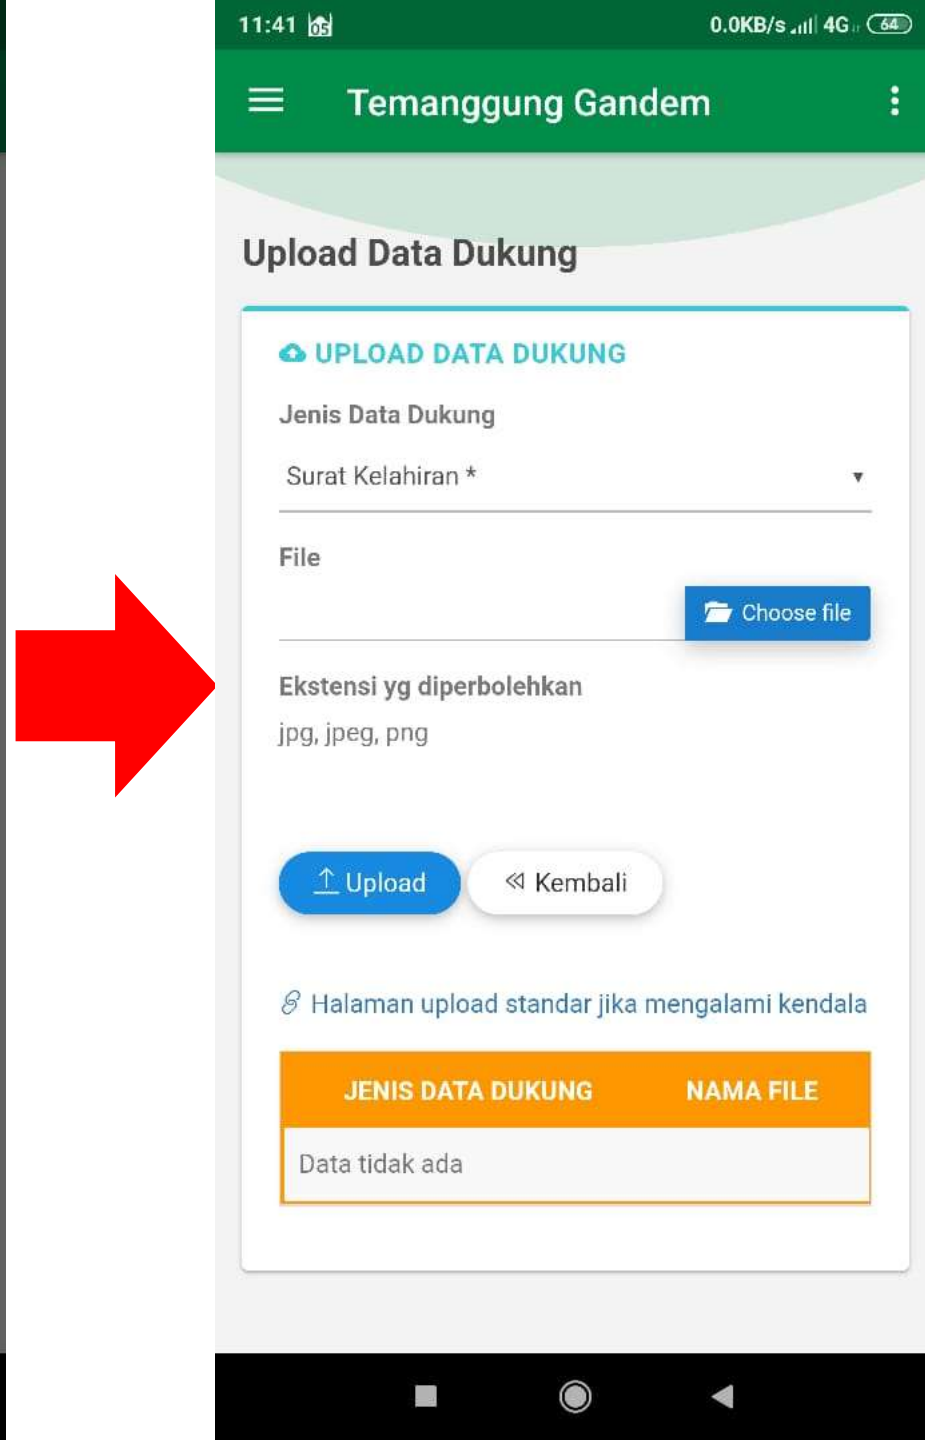 11:41 05 0.0KB/s 4G 64
Temanggung Gandem
Upload Data Dukung
UPLOAD DATA DUKUNG
Jenis Data Dukung
Surat Kelahiran *
File
Choose file
Ekstensi yg diperbolehkan
jpg, jpeg, png
Upload Kembali
Halaman upload standar jika mengalami kendala
JENIS DATA DUKUNG NAMA FILE
Data tidak ada